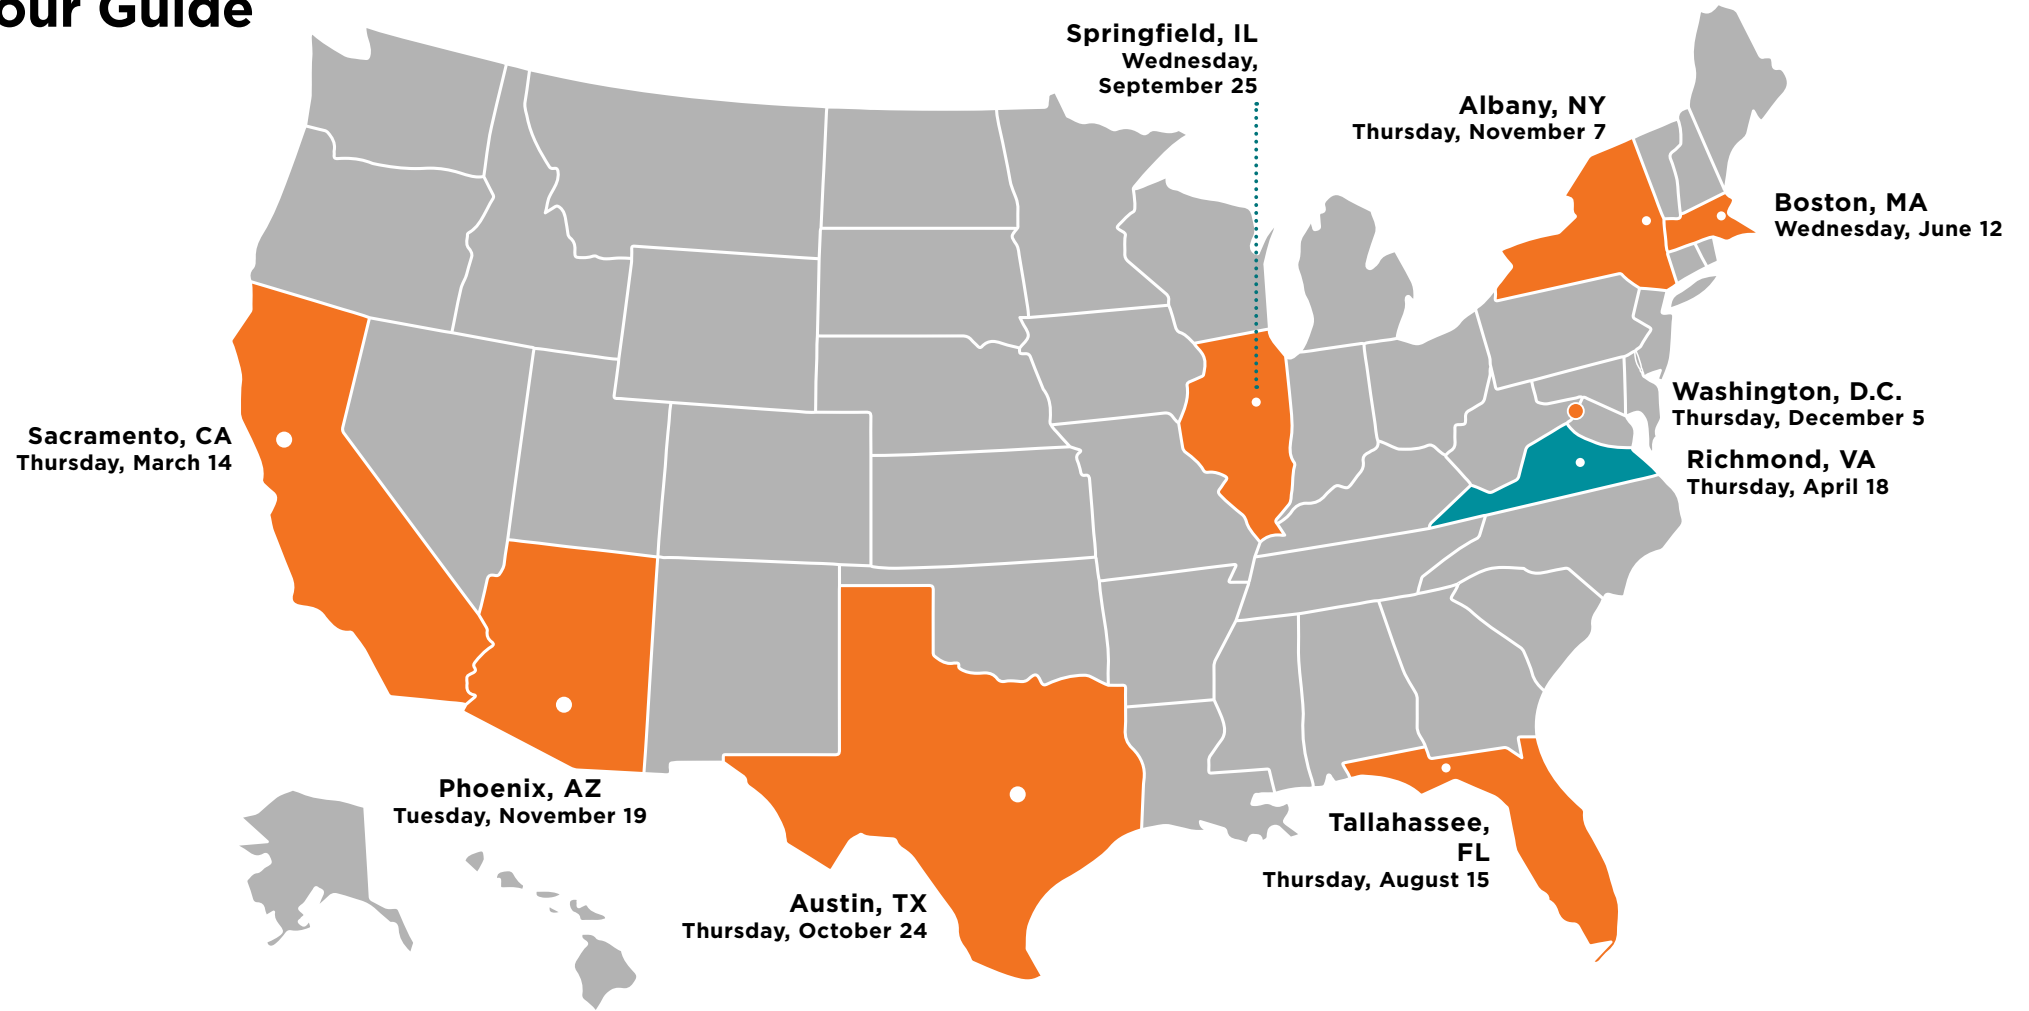 our Guide
Springfield, IL
Wednesday,
September 25
Albany, NY
Thursday, November 7
Boston, MA
Wednesday, June 12
Washington, D.C.
Thursday, December 5
Sacramento, CA
Thursday, March 14
Richmond, VA
Thursday, April 18
Phoenix, AZ
Tuesday, November 19
Tallahassee,
FL
Thursday, August 15
Austin, TX
Thursday, October 24